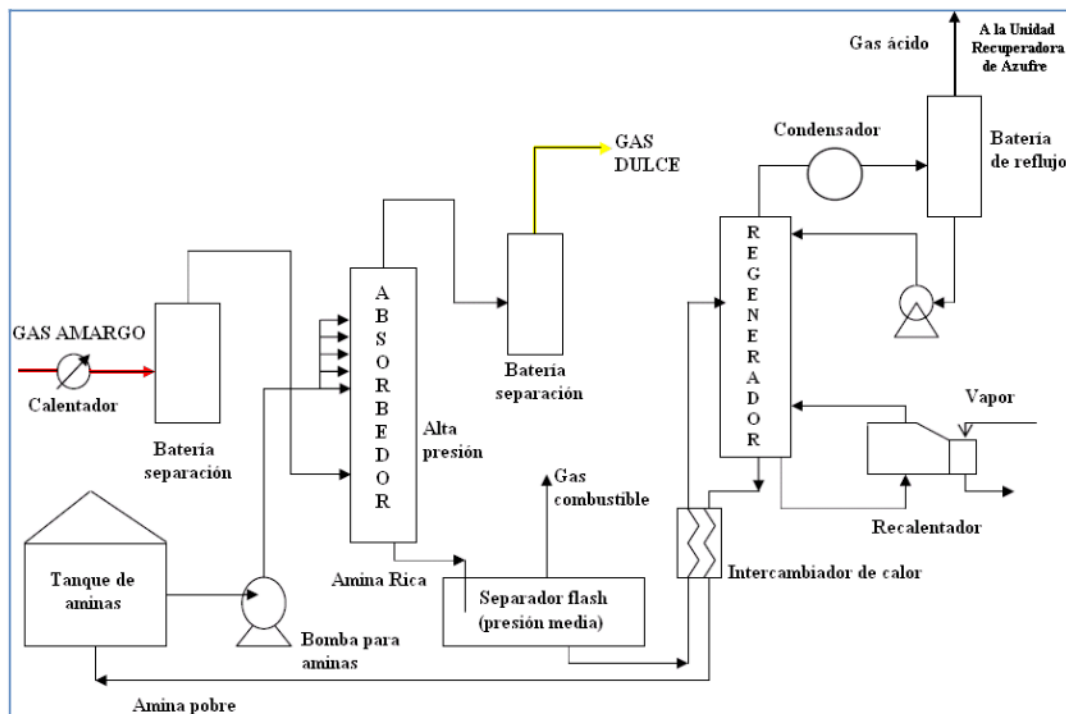 Gas ácido
A la Unidad
Recuperadora
de Azufre
Condensador
Batería
de reflujo
GAS
DULCE
REGENERADOR
ABSORBEDOR
GAS AMARGO
Calentador
Batería
separación
Batería
separación
Alta
presión
Vapor
Gas
combustible
Recalentador
Tanque de
aminas
Amina Rica
Separador flash
(presión media)
Intercambiador de calor
Bomba para
aminas
Amina pobre